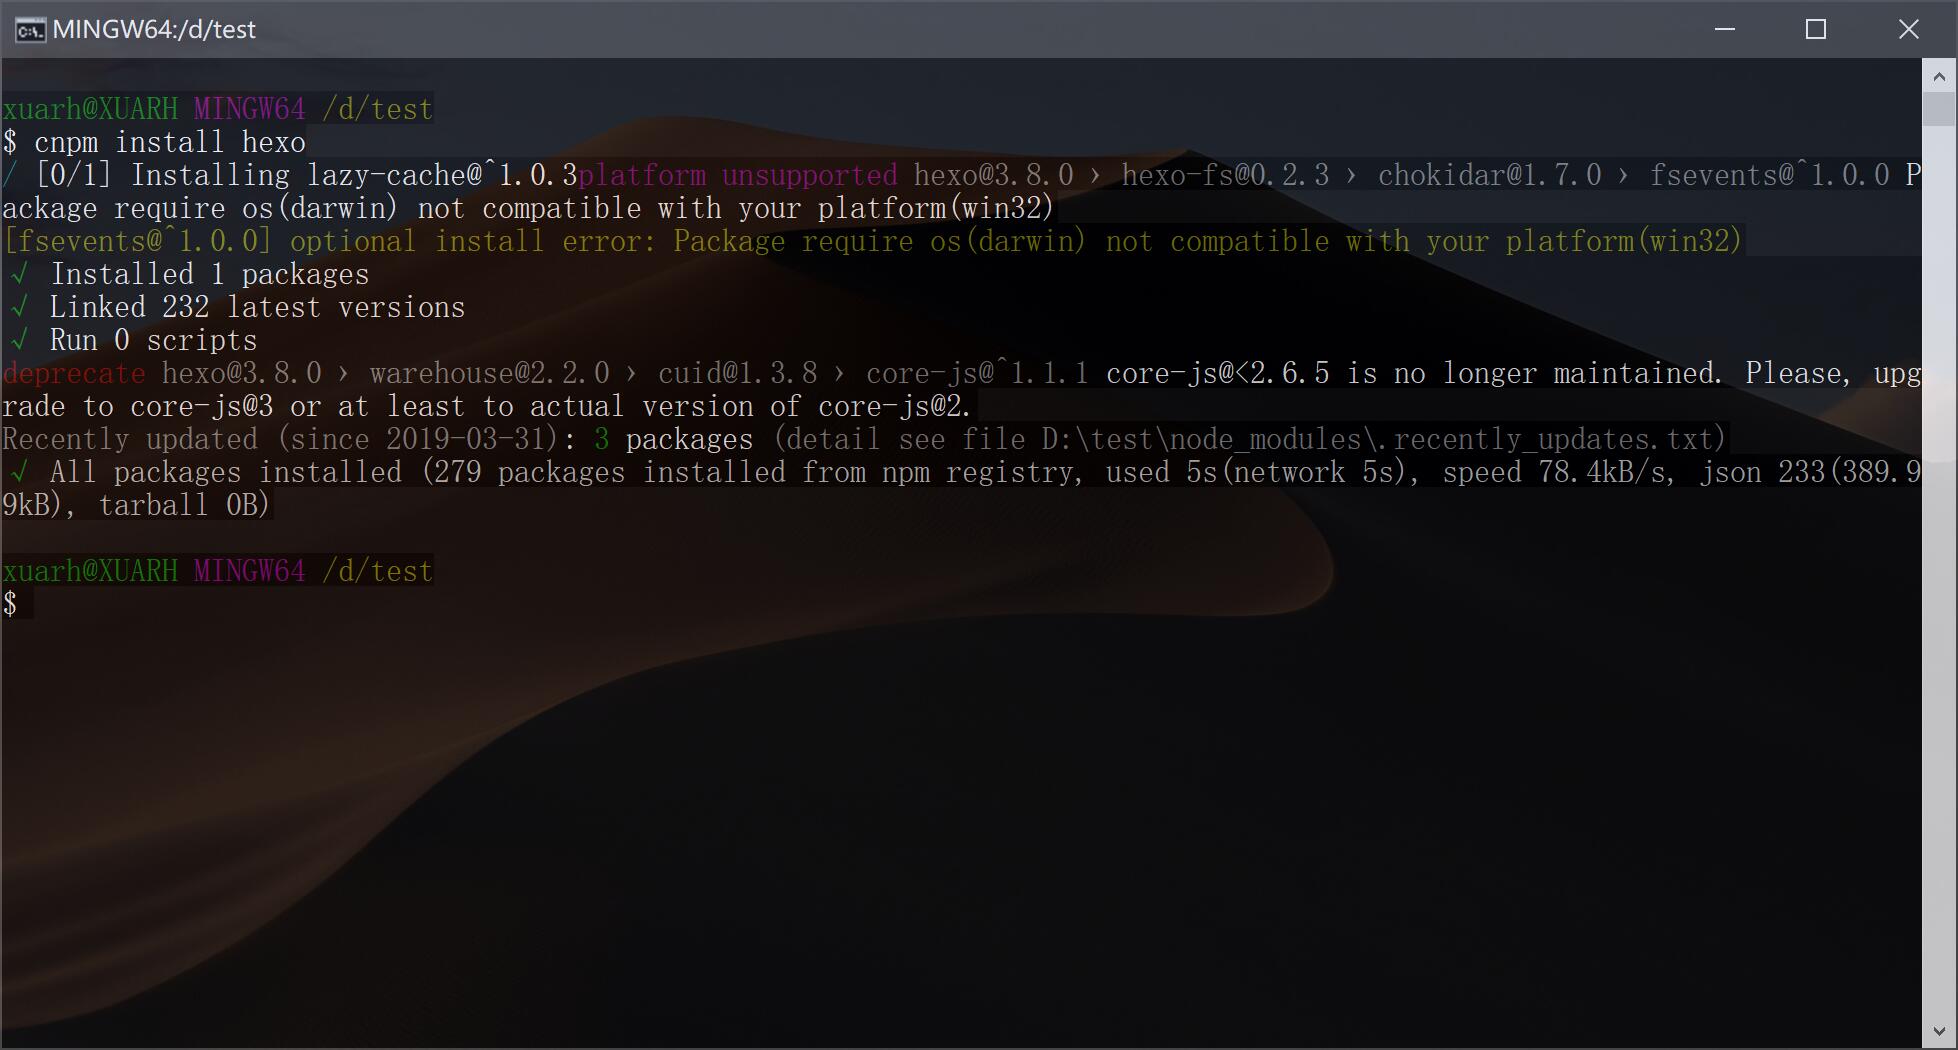 MINGW64:/d/test
xuarh@XUARH MINGW64 /d/test
$ cnpm install hexo
/ [0/1] Installing lazy-cache@^1.0.3platform unsupported hexo@3.8.0 › hexo-fs@0.2.3 › chokidar@1.7.0 › fsevents@^1.0.0 P
ackage require os(darwin) not compatible with your platform(win32)
[fsevents@^1.0.0] optional install error: Package require os(darwin) not compatible with your platform(win32)
√ Installed 1 packages
√ Linked 232 latest versions
√ Run 0 scripts
deprecate hexo@3.8.0 › warehouse@2.2.0 › cuid@1.3.8 › core-js@^1.1.1 core-js@<2.6.5 is no longer maintained. Please, upg
rade to core-js@3 or at least to actual version of core-js@2.
Recently updated (since 2019-03-31): 3 packages (detail see file D:\test\node_modules\.recently_updates.txt)
√ All packages installed (279 packages installed from npm registry, used 5s(network 5s), speed 78.4kB/s, json 233(389.9
9kB), tarball 0B)
xuarh@XUARH MINGW64 /d/test
$